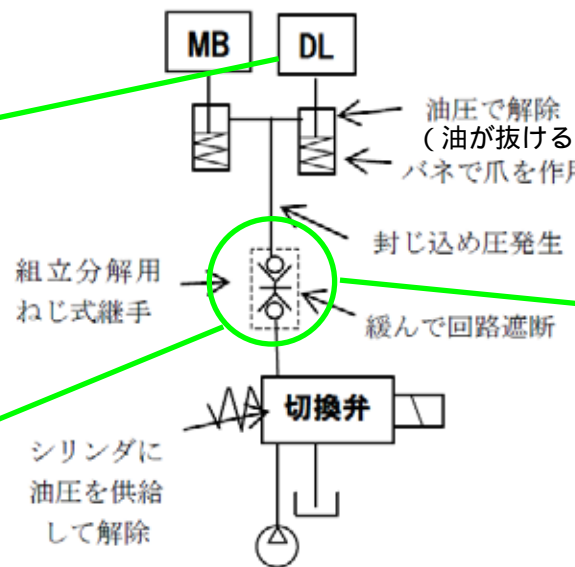 MB
DL
油圧で解除
(油が抜ける
バネで爪を作用
封じ込め圧発生
組立分解用
ねじ式継手
緩んで回路遮断
切換弁
シリンダに
油圧を供給
して解除